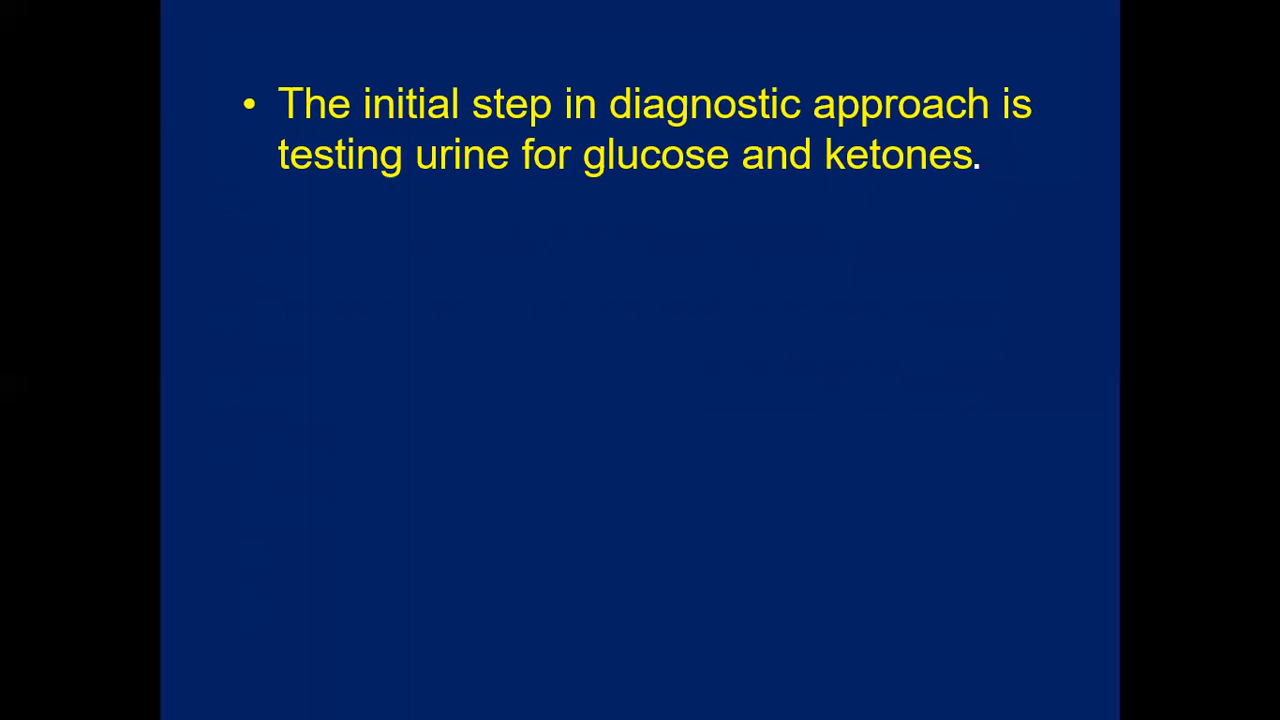 • The initial step in diagnostic approach is
testing urine for glucose and ketones.